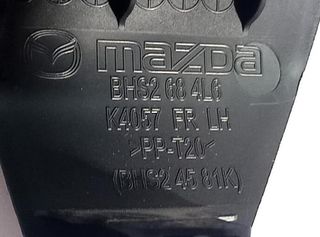 mazda
BHS2 68 4L6
K4057 FR LH
>PP-T20<
(BHS2 45 81K)